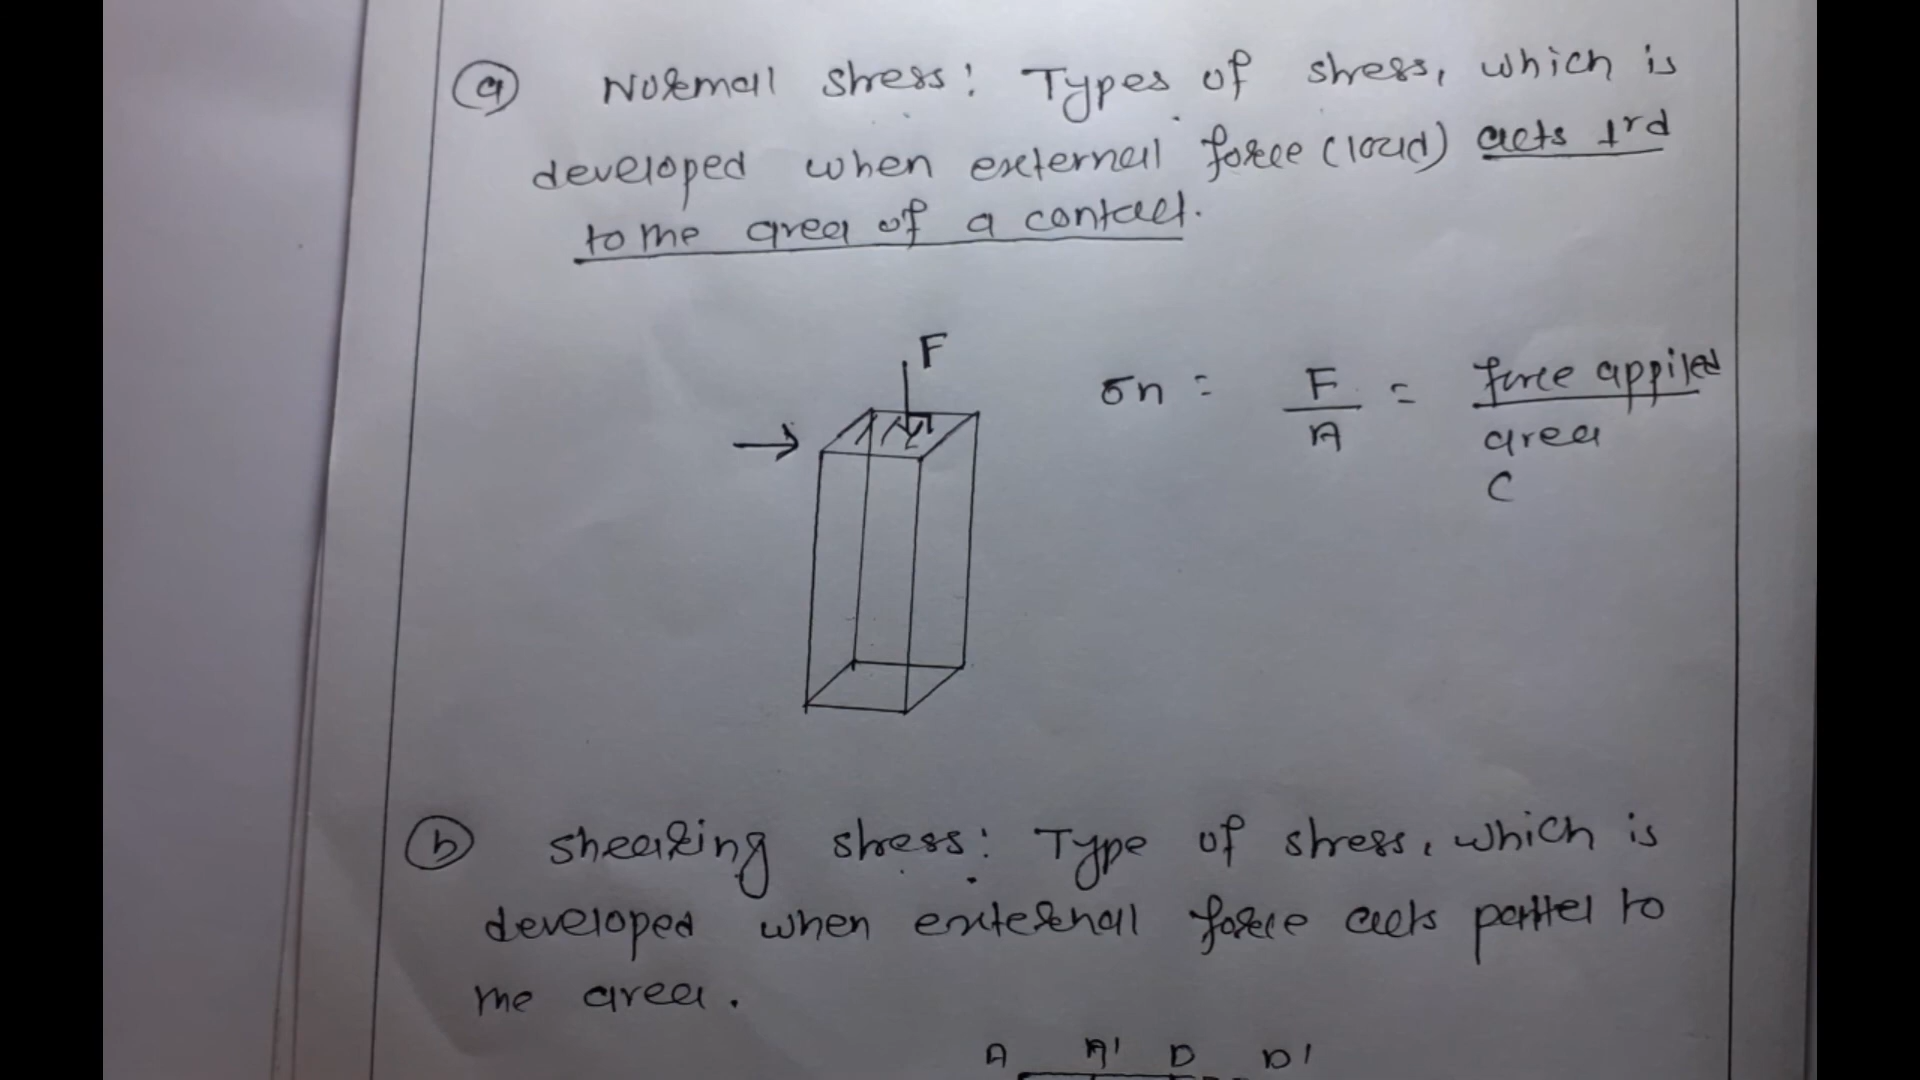 a Normal stress: Types of stress, which is
developed when external force (load) acts ⊥rd
to the area of a contact.
F
σn = F/A = force applied/area
C
b shearing stress: Type of stress, which is
developed when external force acts parllel to
the area.
A A' D D'